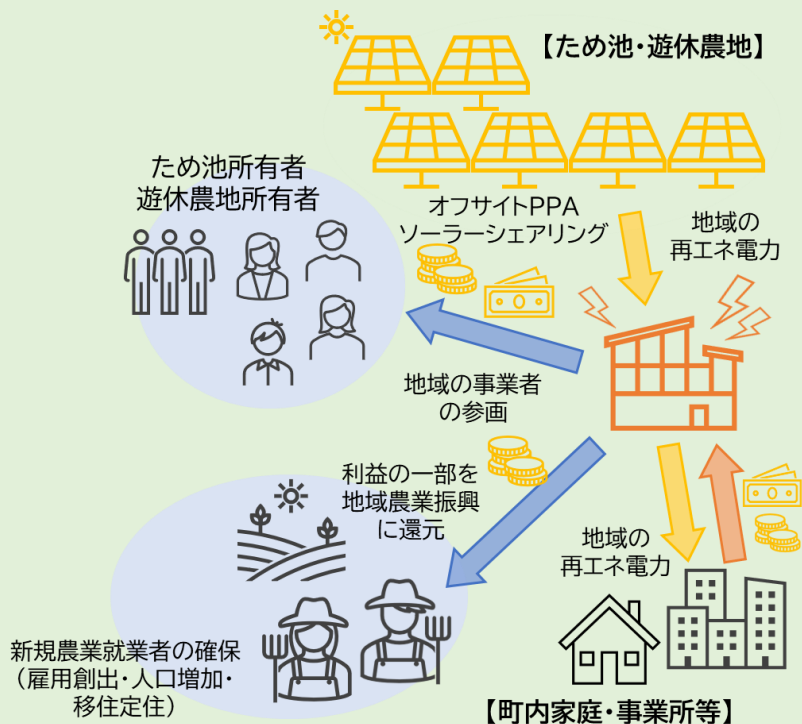 【ため池・遊休農地】
ため池所有者
遊休農地所有者
オフサイトPPA
ソーラーシェアリング
地域の
再エネ電力
地域の事業者
の参画
利益の一部を
地域農業振興
に還元
地域の
再エネ電力
新規農業就業者の確保
（雇用創出・人口増加・
移住定住）
【町内家庭・事業所等】